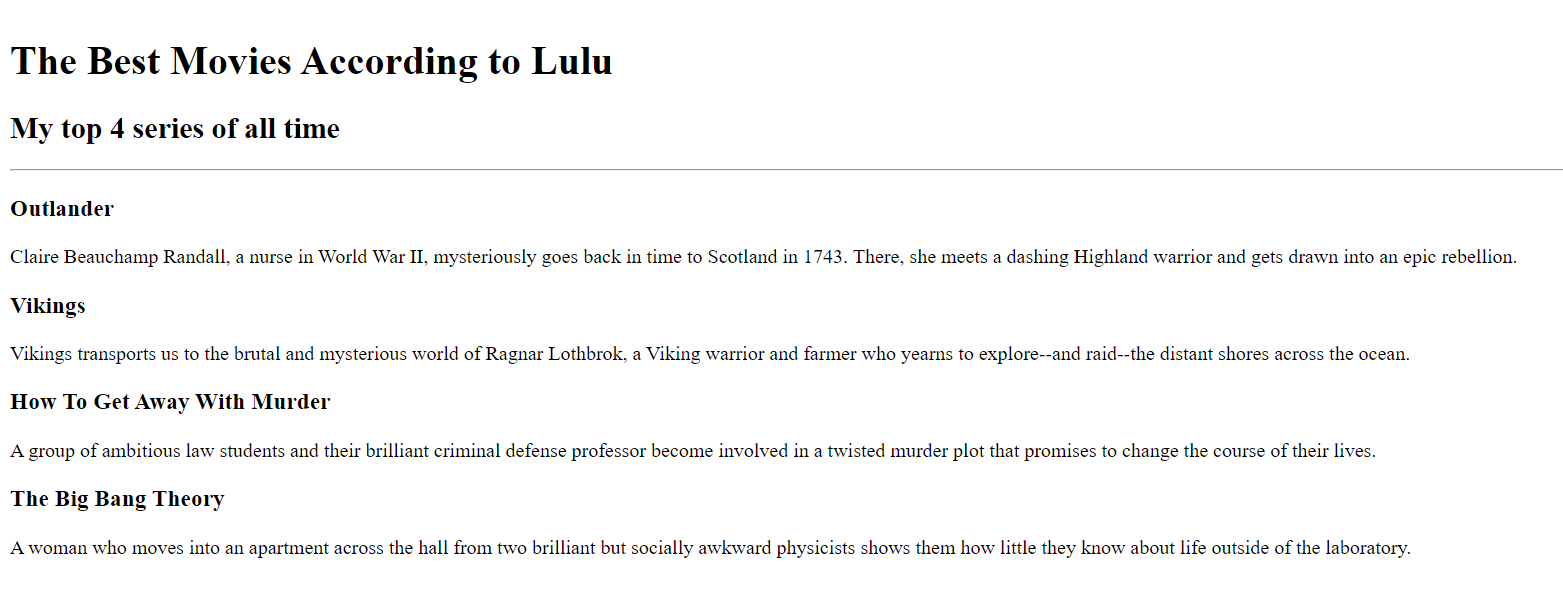 The Best Movies According to Lulu
My top 4 series of all time
Outlander
Claire Beauchamp Randall, a nurse in World War II, mysteriously goes back in time to Scotland in 1743. There, she meets a dashing Highland warrior and gets drawn into an epic rebellion.
Vikings
Vikings transports us to the brutal and mysterious world of Ragnar Lothbrok, a Viking warrior and farmer who yearns to explore--and raid--the distant shores across the ocean.
How To Get Away With Murder
A group of ambitious law students and their brilliant criminal defense professor become involved in a twisted murder plot that promises to change the course of their lives.
The Big Bang Theory
A woman who moves into an apartment across the hall from two brilliant but socially awkward physicists shows them how little they know about life outside of the laboratory.